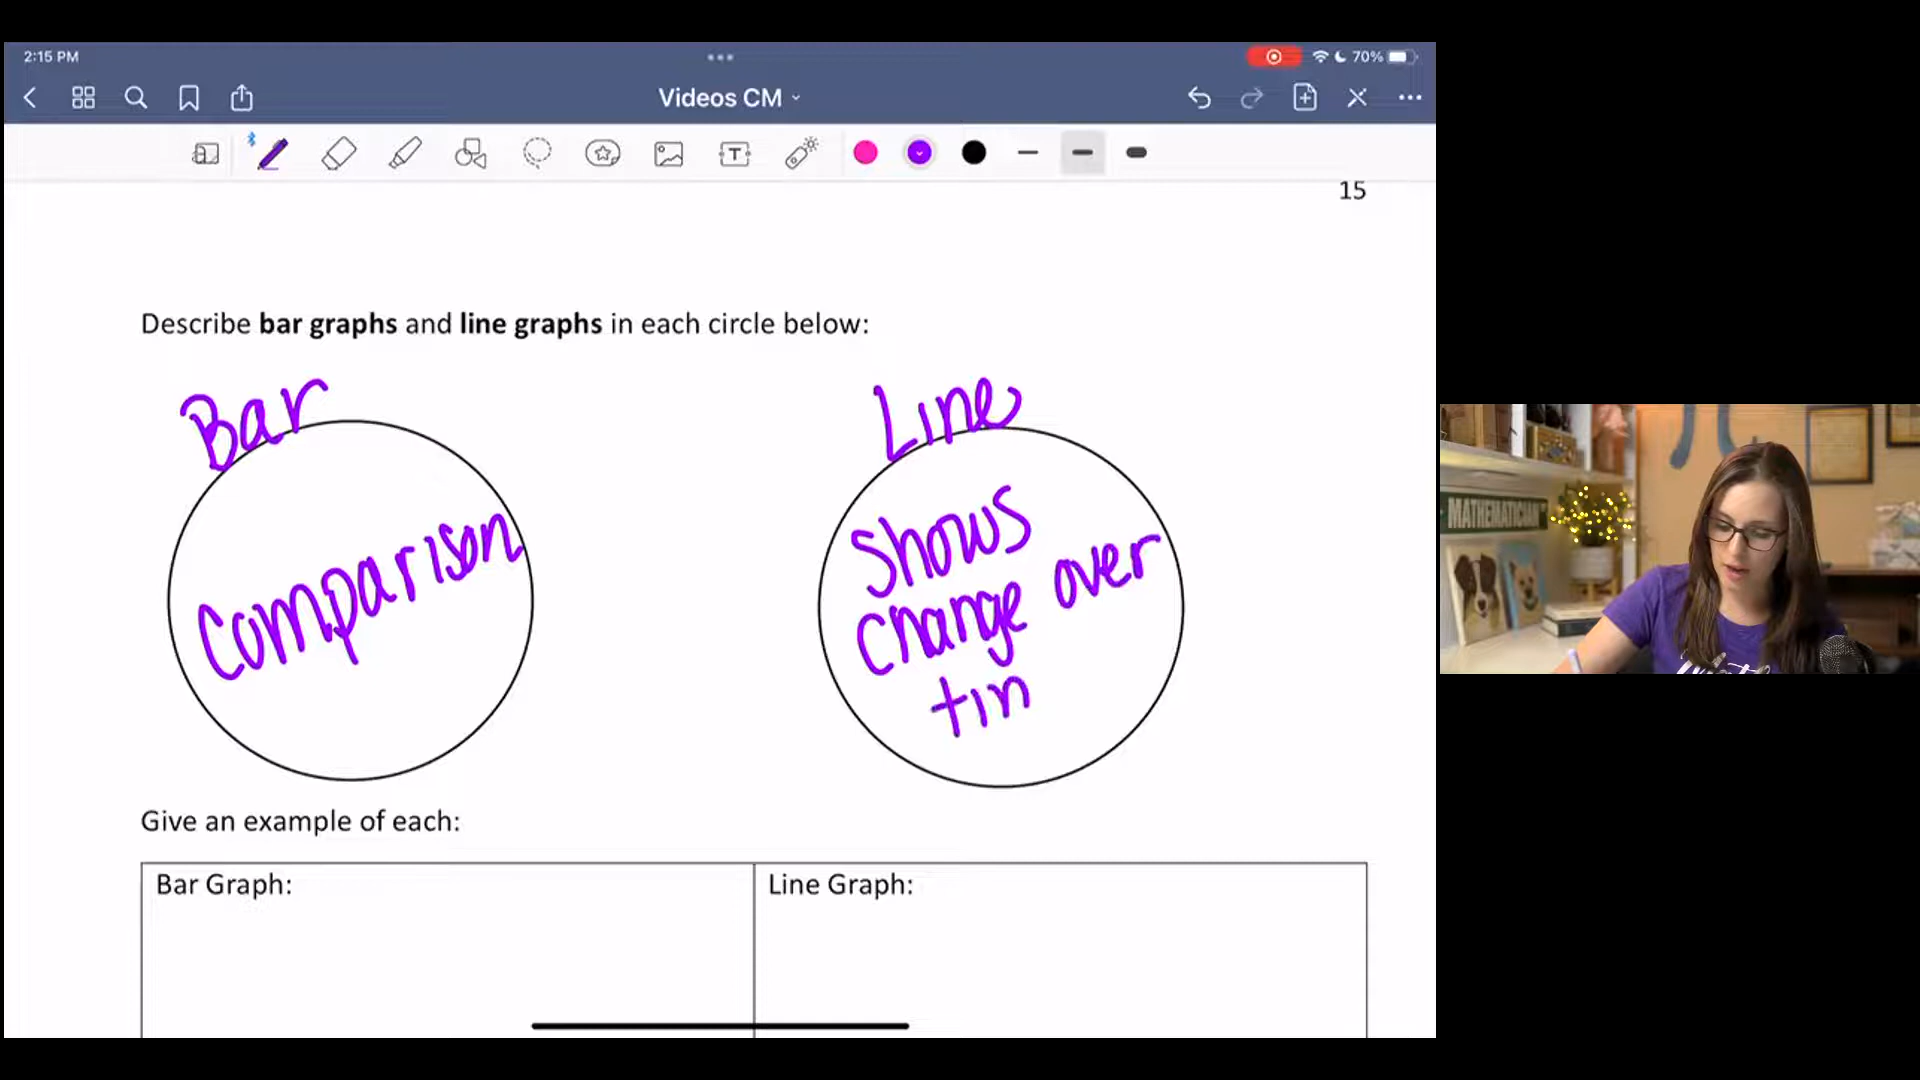 2:15 PM
70%
Videos CM
T
15
Describe bar graphs and line graphs in each circle below:
Bar
Comparison
Line
Shows
change over
tin
Give an example of each:
Bar Graph:
Line Graph:
MATHEMATICIAN